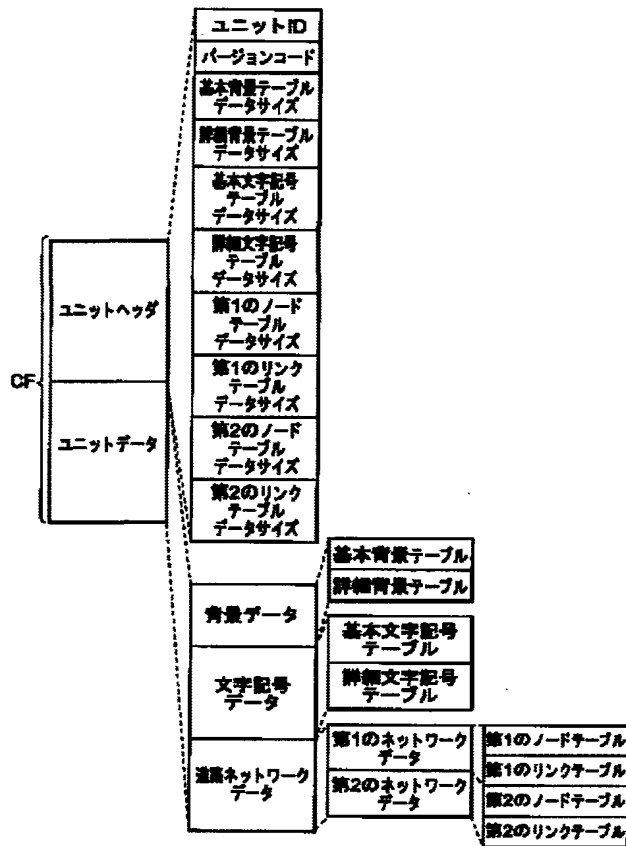 ユニットID
バージョンコード
基本背景テーブル
データサイズ
詳細背景テーブル
データサイズ
基本文字記号
テーブル
データサイズ
詳細文字記号
テーブル
データサイズ
第1のノード
テーブル
データサイズ
第1のリンク
テーブル
データサイズ
第2のノード
テーブル
データサイズ
第2のリンク
テーブル
データサイズ
CF
ユニットヘッダ
ユニットデータ
背景データ
文字記号
データ
道路ネットワーク
データ
基本背景テーブル
詳細背景テーブル
基本文字記号
テーブル
詳細文字記号
テーブル
第1のネットワーク
データ
第2のネットワーク
データ
第1のノードテーブル
第1のリンクテーブル
第2のノードテーブル
第2のリンクテーブル